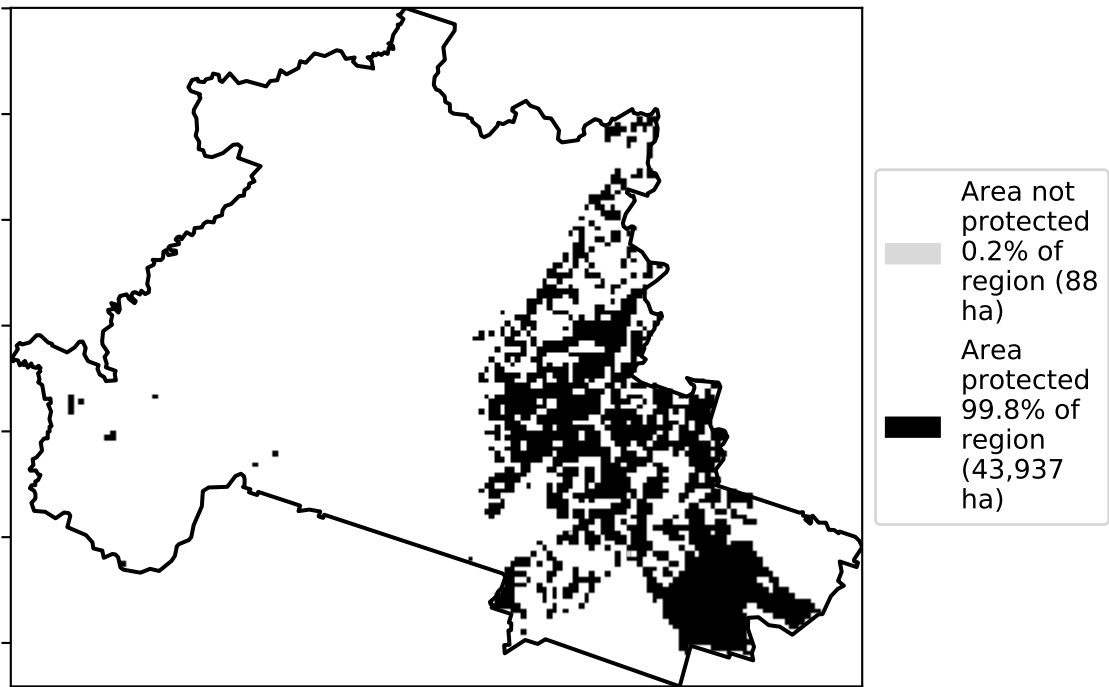 Area not
protected
0.2% of
region (88
ha)
Area
protected
99.8% of
region
(43,937
ha)